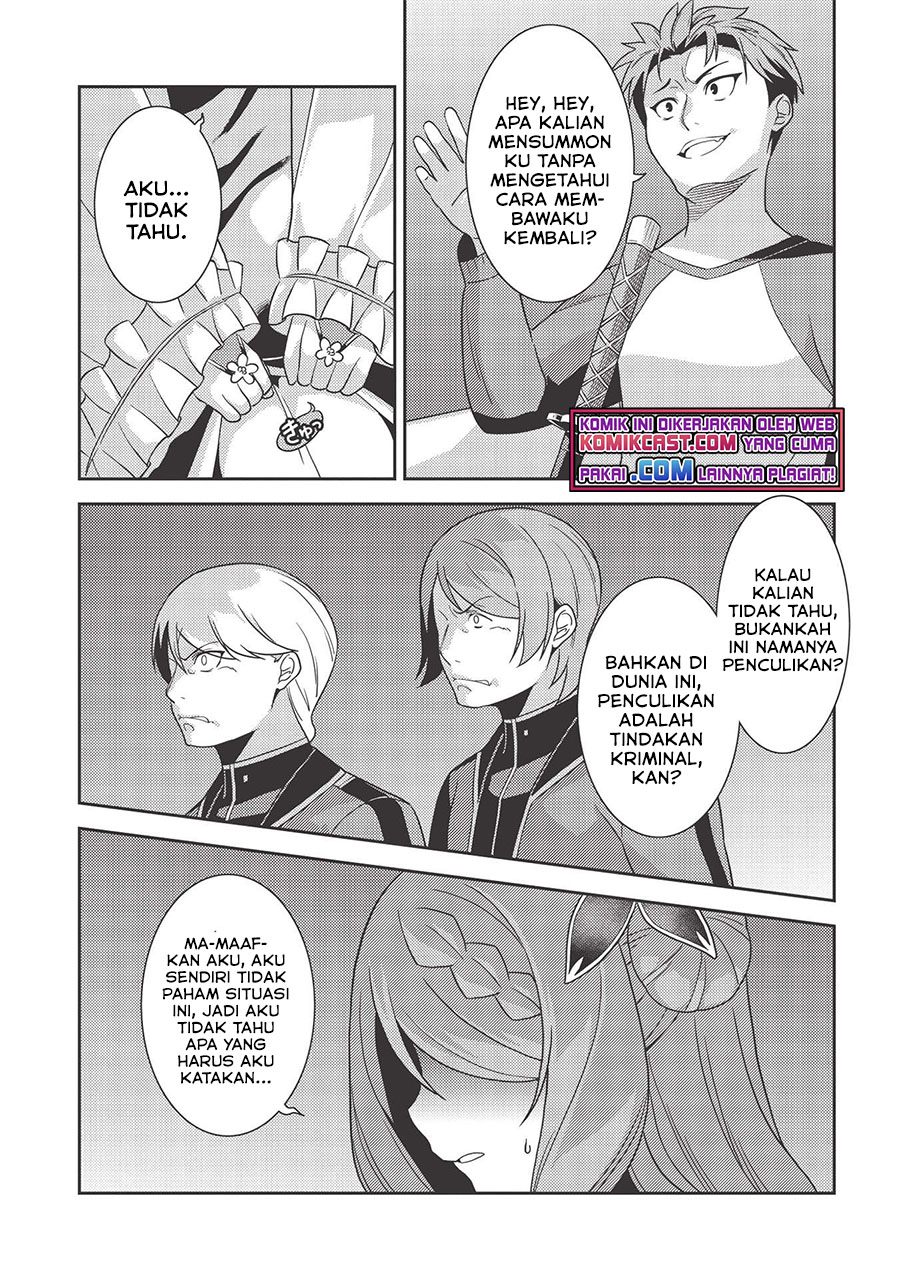 HEY, HEY,
APA KALIAN
MENSUMMON
KU TANPA
MENGETAHUI
CARA MEM-
BAWAKU
KEMBALI?
AKU...
TIDAK
TAHU.
きゅっ
KOMIK INI DIKERJAKAN OLEH WEB
KOMIKCAST.COM YANG CUMA
PAKAI .COM LAINNYA PLAGIAT!
KALAU
KALIAN
TIDAK TAHU,
BUKANKAH
INI NAMANYA
PENCULIKAN?
BAHKAN DI
DUNIA INI,
PENCULIKAN
ADALAH
TINDAKAN
KRIMINAL,
KAN?
MA-MAAF-
KAN AKU, AKU
SENDIRI TIDAK
PAHAM SITUASI
INI, JADI AKU
TIDAK TAHU
APA YANG
HARUS AKU
KATAKAN...